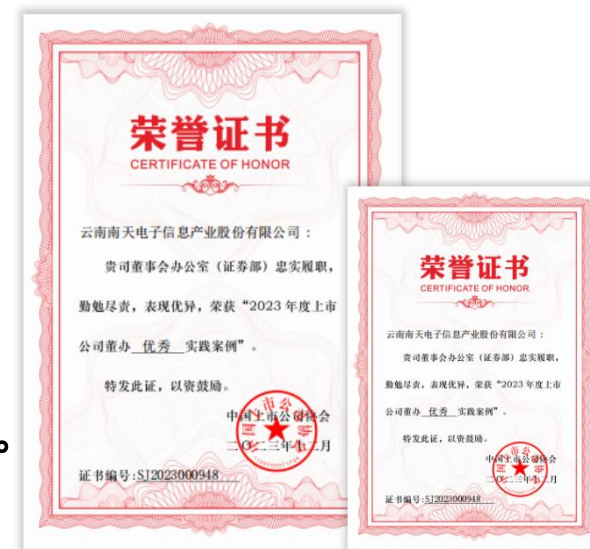 荣誉证书
CERTIFICATE OF HONOR
云南南天电子信息产业股份有限公司：
贵司董事会办公室（证券部）忠实履职，
勤勉尽责，表现优异，荣获“2023 年度上市
公司董办 优秀 实践案例”。
特发此证，以资鼓励。
中国上市公司协会
二〇二三年十二月
证书编号:SJ2023000948
荣誉证书
CERTIFICATE OF HONOR
云南南天电子信息产业股份有限公司：
贵司董事会办公室（证券部）忠实履职，
勤勉尽责，表现优异，荣获“2023 年度上市
公司董办 优秀 实践案例”。
特发此证，以资鼓励。
中国上市公司协会
二〇二三年十二月
证书编号:SJ2023000948
。